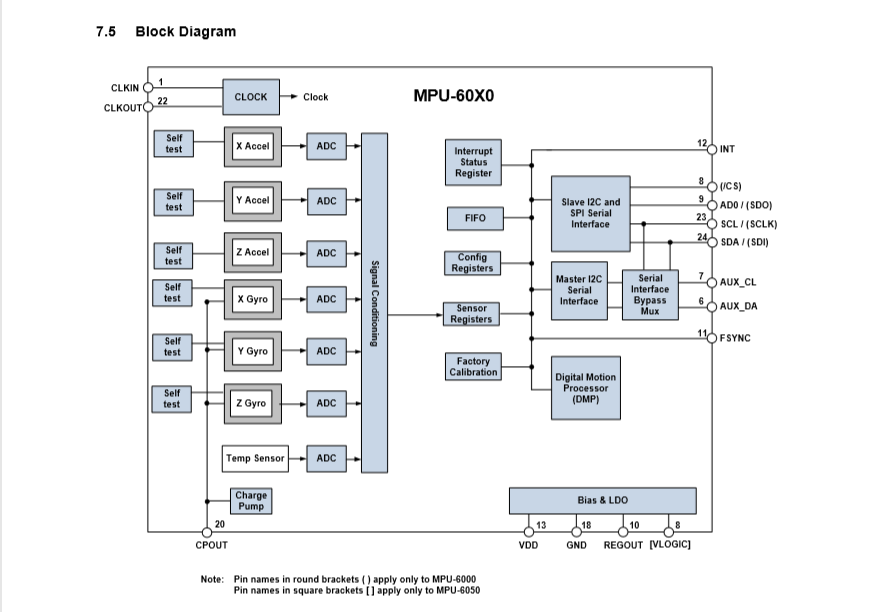 7.5 Block Diagram
MPU-60X0
CLKIN
1
CLKOUT
22
CLOCK
Clock
Self
test
X Accel
ADC
Self
test
Y Accel
ADC
Self
test
Z Accel
ADC
Self
test
X Gyro
ADC
Self
test
Y Gyro
ADC
Self
test
Z Gyro
ADC
Temp Sensor
ADC
Charge
Pump
20
CPOUT
Signal Conditioning
Interrupt
Status
Register
FIFO
Config
Registers
Sensor
Registers
Factory
Calibration
Slave I2C and
SPI Serial
Interface
Master I2C
Serial
Interface
Serial
Interface
Bypass
Mux
Digital Motion
Processor
(DMP)
12
INT
8
(/CS)
9
AD0 / (SDO)
23
SCL / (SCLK)
24
SDA / (SDI)
7
AUX_CL
6
AUX_DA
11
FSYNC
Bias & LDO
13
18
10
8
VDD
GND
REGOUT
[VLOGIC]
Note: Pin names in round brackets ( ) apply only to MPU-6000
Pin names in square brackets [ ] apply only to MPU-6050